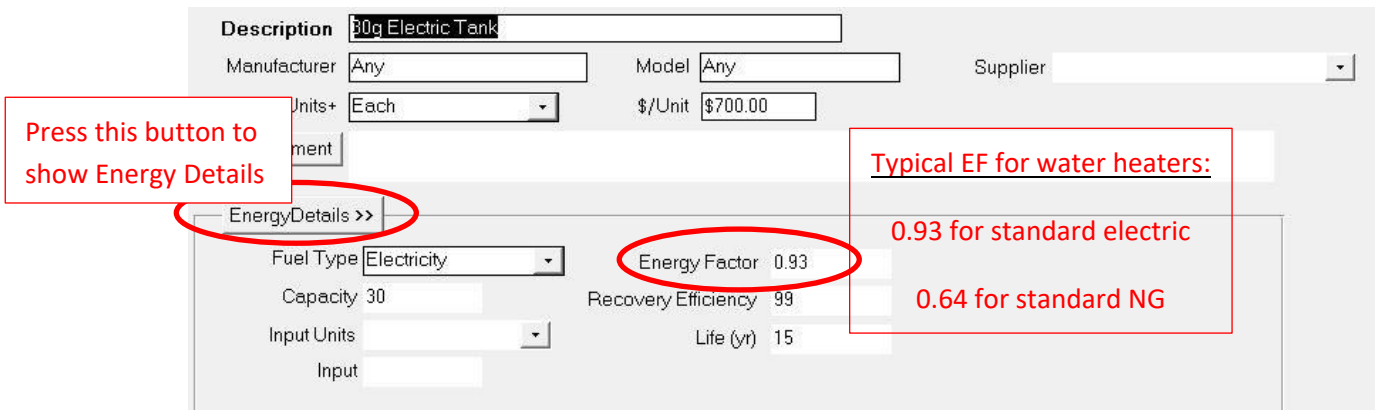 Description 30g Electric Tank
Manufacturer Any Model Any Supplier
Units+ Each $/Unit $700.00
Press this button to
show Energy Details
ment
Typical EF for water heaters:
0.93 for standard electric
0.64 for standard NG
EnergyDetails >>
Fuel Type Electricity Energy Factor 0.93
Capacity 30 Recovery Efficiency 99
Input Units Life (yr) 15
Input